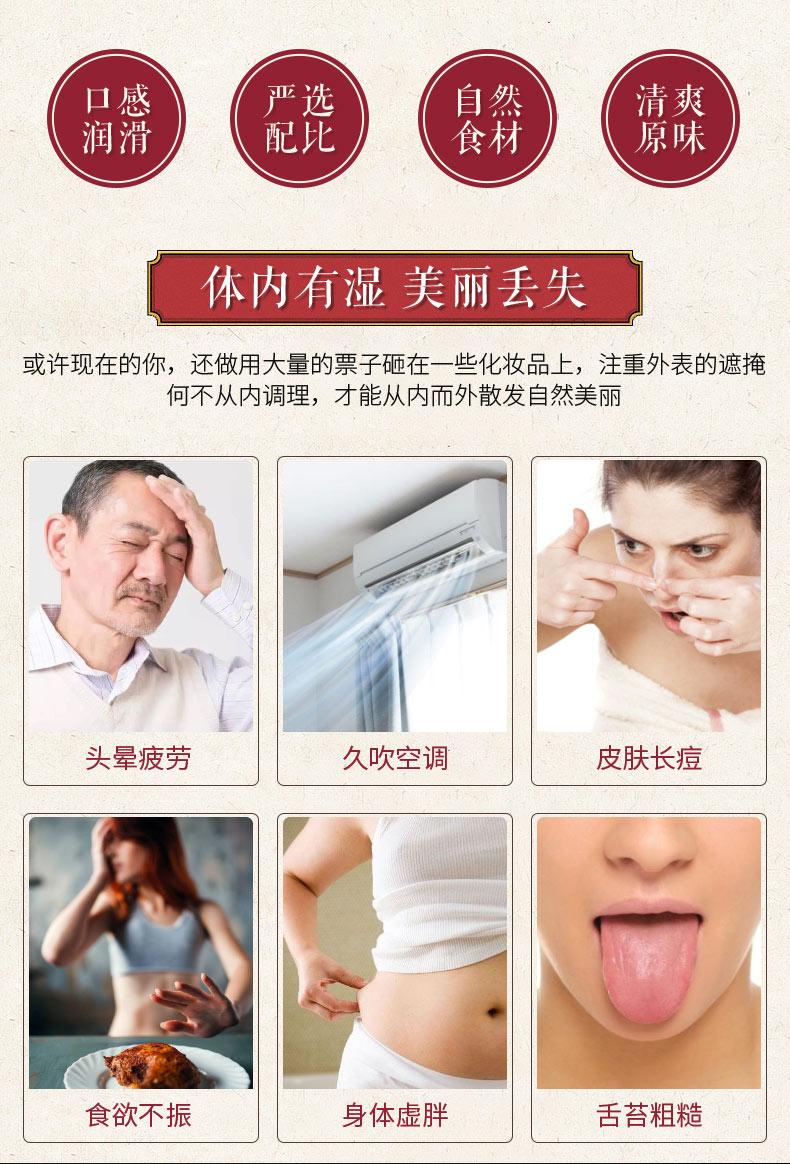 口感
润滑
严选
配比
自然
食材
清爽
原味
体内有湿 美丽丢失
或许现在的你，还做用大量的票子砸在一些化妆品上，注重外表的遮掩
何不从内调理，才能从内而外散发自然美丽
头晕疲劳
久吹空调
皮肤长痘
食欲不振
身体虚胖
舌苔粗糙